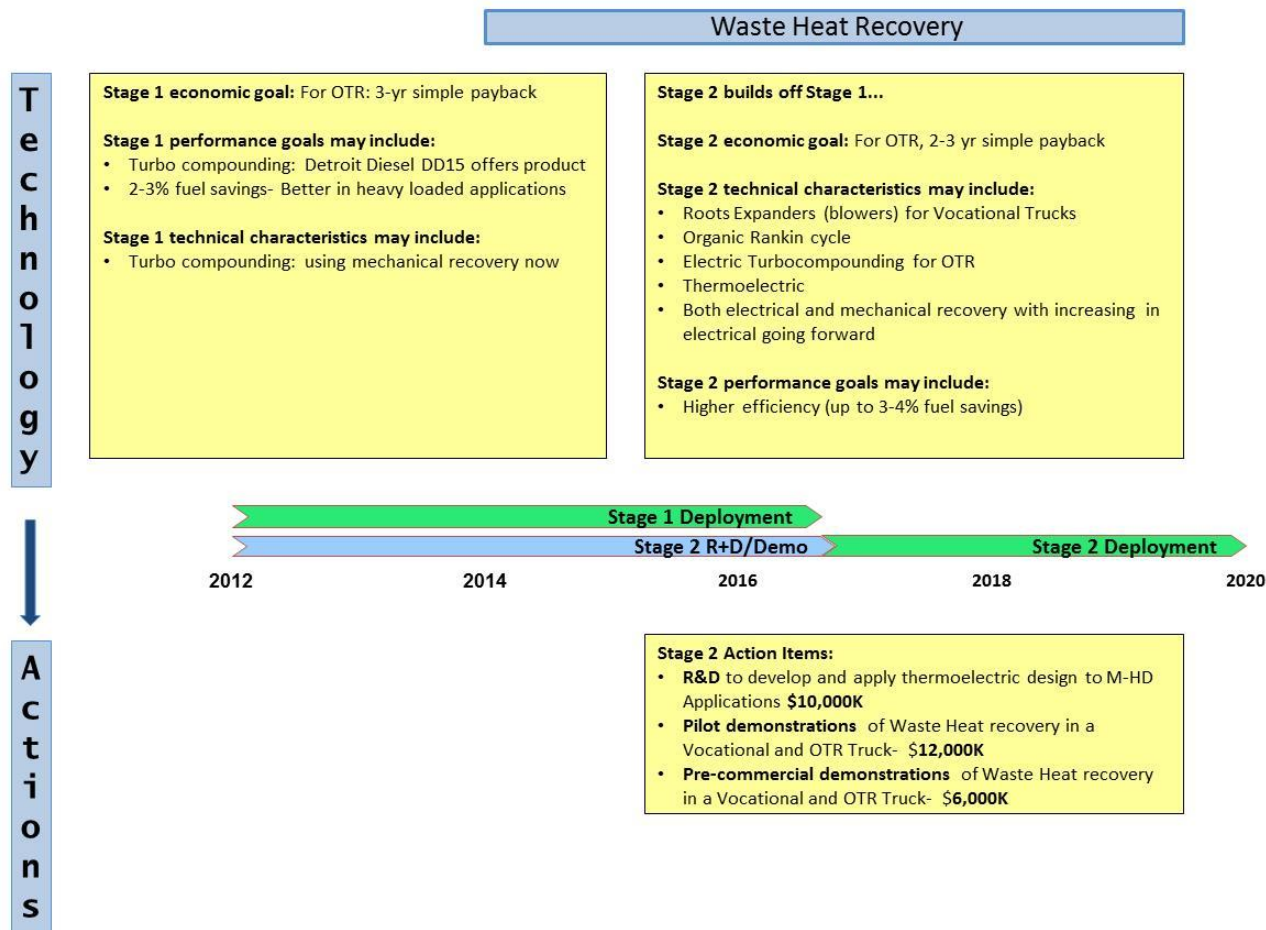 Waste Heat Recovery
Technology
Stage 1 economic goal: For OTR: 3-yr simple payback
Stage 1 performance goals may include:
• Turbo compounding: Detroit Diesel DD15 offers product
• 2-3% fuel savings- Better in heavy loaded applications
Stage 1 technical characteristics may include:
• Turbo compounding: using mechanical recovery now
Stage 2 builds off Stage 1...
Stage 2 economic goal: For OTR, 2-3 yr simple payback
Stage 2 technical characteristics may include:
• Roots Expanders (blowers) for Vocational Trucks
• Organic Rankin cycle
• Electric Turbocompounding for OTR
• Thermoelectric
• Both electrical and mechanical recovery with increasing in
electrical going forward
Stage 2 performance goals may include:
• Higher efficiency (up to 3-4% fuel savings)
Stage 1 Deployment
Stage 2 R+D/Demo
Stage 2 Deployment
2012 2014 2016 2018 2020
Actions
Stage 2 Action Items:
• R&D to develop and apply thermoelectric design to M-HD
Applications $10,000K
• Pilot demonstrations of Waste Heat recovery in a
Vocational and OTR Truck- $12,000K
• Pre-commercial demonstrations of Waste Heat recovery
in a Vocational and OTR Truck- $6,000K